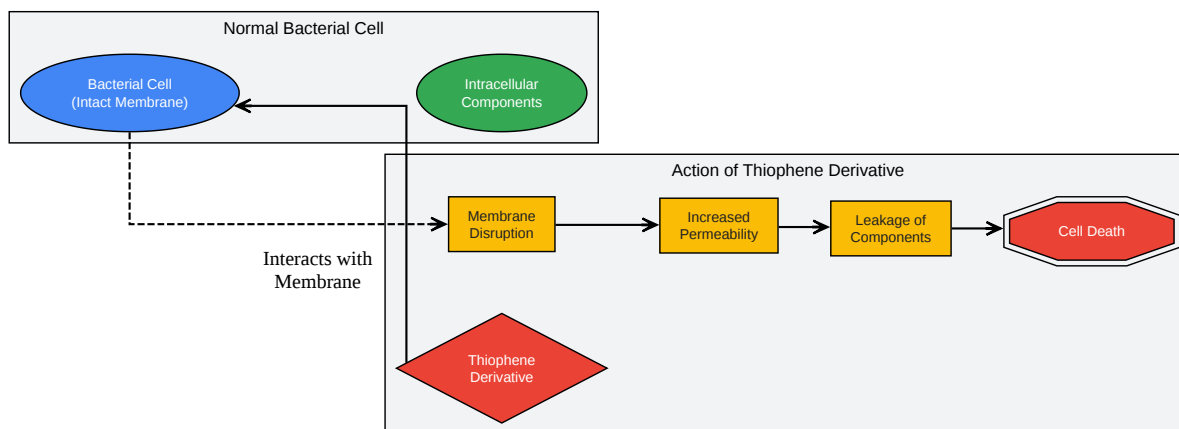 Normal Bacterial Cell
Bacterial Cell
(Intact Membrane)
Intracellular
Components
Action of Thiophene Derivative
Membrane
Disruption
Increased
Permeability
Leakage of
Components
Cell Death
Interacts with
Membrane
Thiophene
Derivative